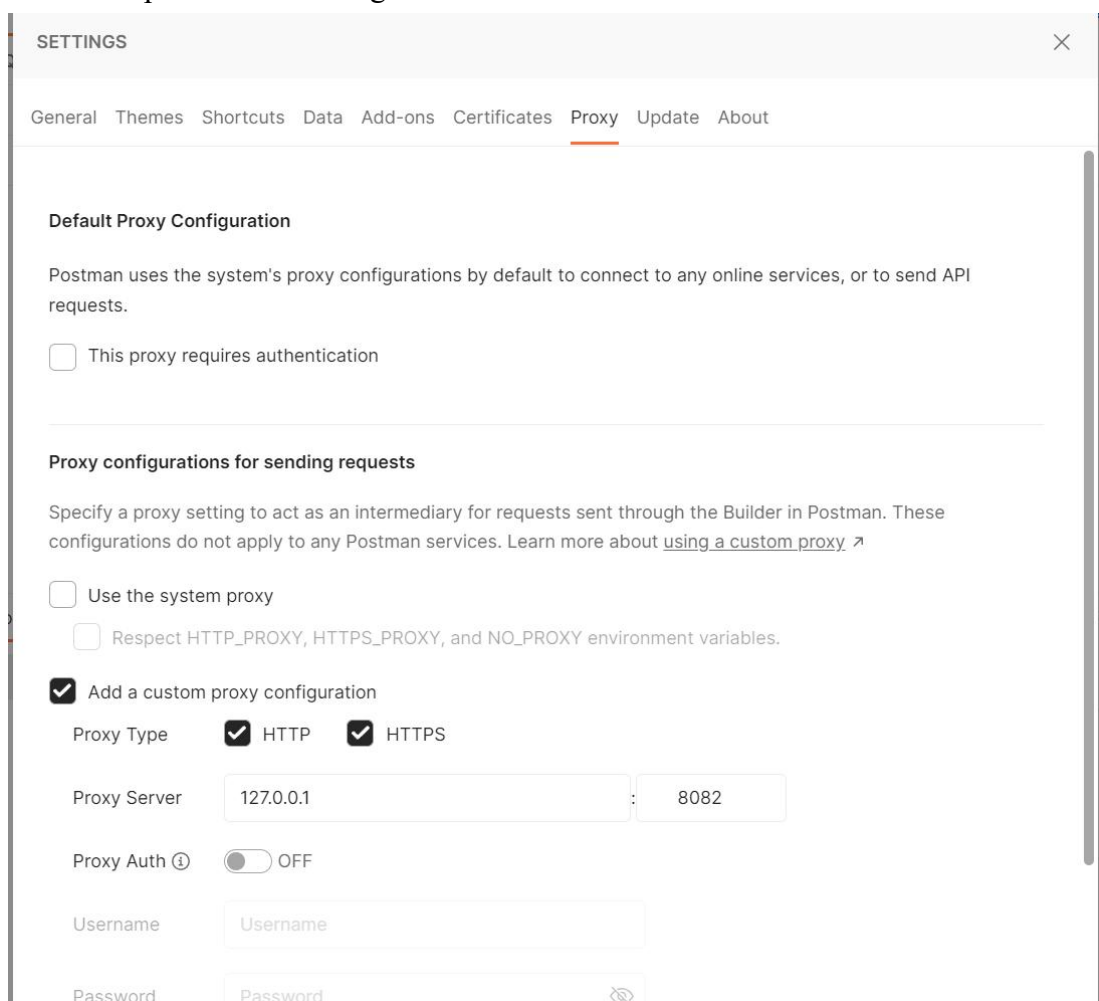 SETTINGS
General Themes Shortcuts Data Add-ons Certificates Proxy Update About
Default Proxy Configuration
Postman uses the system's proxy configurations by default to connect to any online services, or to send API
requests.
This proxy requires authentication
Proxy configurations for sending requests
Specify a proxy setting to act as an intermediary for requests sent through the Builder in Postman. These
configurations do not apply to any Postman services. Learn more about using a custom proxy ↗
Use the system proxy
Respect HTTP_PROXY, HTTPS_PROXY, and NO_PROXY environment variables.
Add a custom proxy configuration
Proxy Type HTTP HTTPS
Proxy Server 127.0.0.1 : 8082
Proxy Auth OFF
Username Username
Password Password